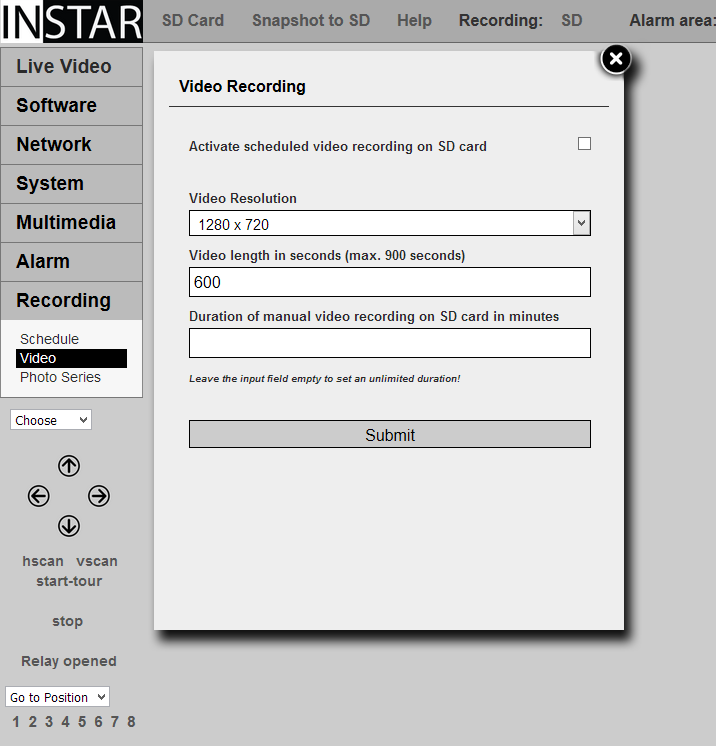 INSTAR
SD Card Snapshot to SD Help Recording: SD Alarm area:
Live Video
Software
Network
System
Multimedia
Alarm
Recording
Schedule
Video
Photo Series
Choose
hscan vscan
start-tour
stop
Relay opened
Go to Position
1 2 3 4 5 6 7 8
Video Recording
Activate scheduled video recording on SD card
Video Resolution
1280 x 720
Video length in seconds (max. 900 seconds)
600
Duration of manual video recording on SD card in minutes
Leave the input field empty to set an unlimited duration!
Submit